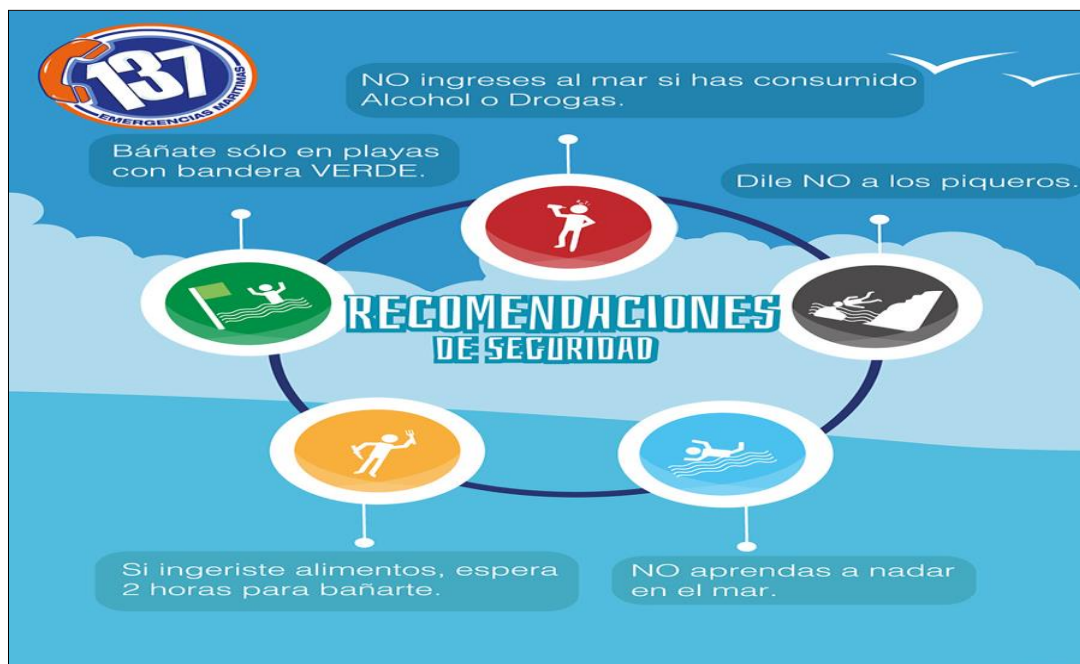 137
EMERGENCIAS MARITIMAS
NO ingreses al mar si has consumido
Alcohol o Drogas.
Báñate sólo en playas
con bandera VERDE.
Dile NO a los piqueros.
RECOMENDACIONES
DE SEGURIDAD
Si ingeriste alimentos, espera
2 horas para bañarte.
NO aprendas a nadar
en el mar.